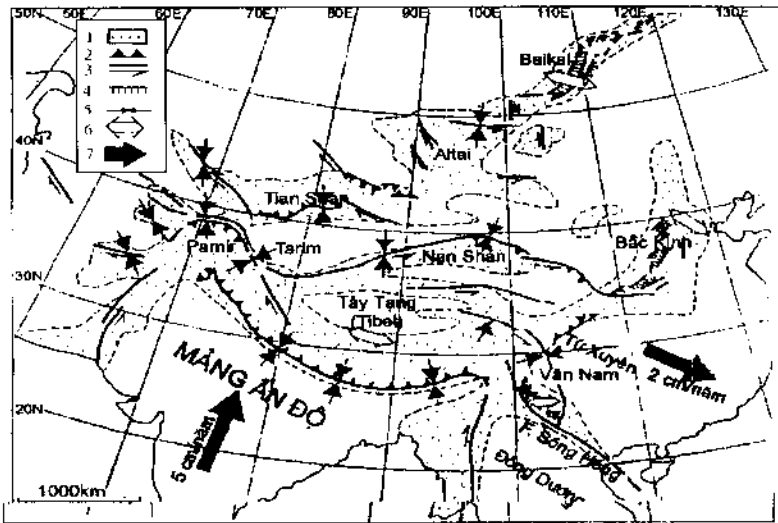 50E
60E
70E
80E
90E
100E
110E
120E
130E
1
2
3
4
5
6
7
40N
30N
20N
Baikal
Altai
Tian Shan
Pamir
Tarim
Nan Shan
Bắc Kinh
Tây Tạng
(Tibet)
MẢNG ẤN ĐỘ
5 cm/năm
Tứ Xuyên
2 cm/năm
Vân Nam
F Sông Hồng
Đông Dương
1000km